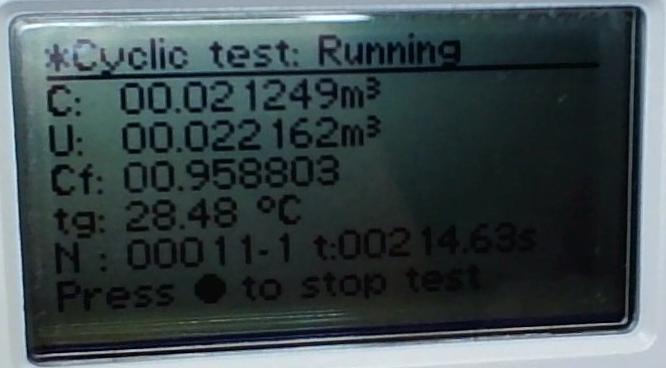 *Cyclic test: Running
C: 00.021249m³
U: 00.022162m³
Cf: 00.958803
tg: 28.48 ºC
N : 00011-1 t:00214.63s
Press ● to stop test